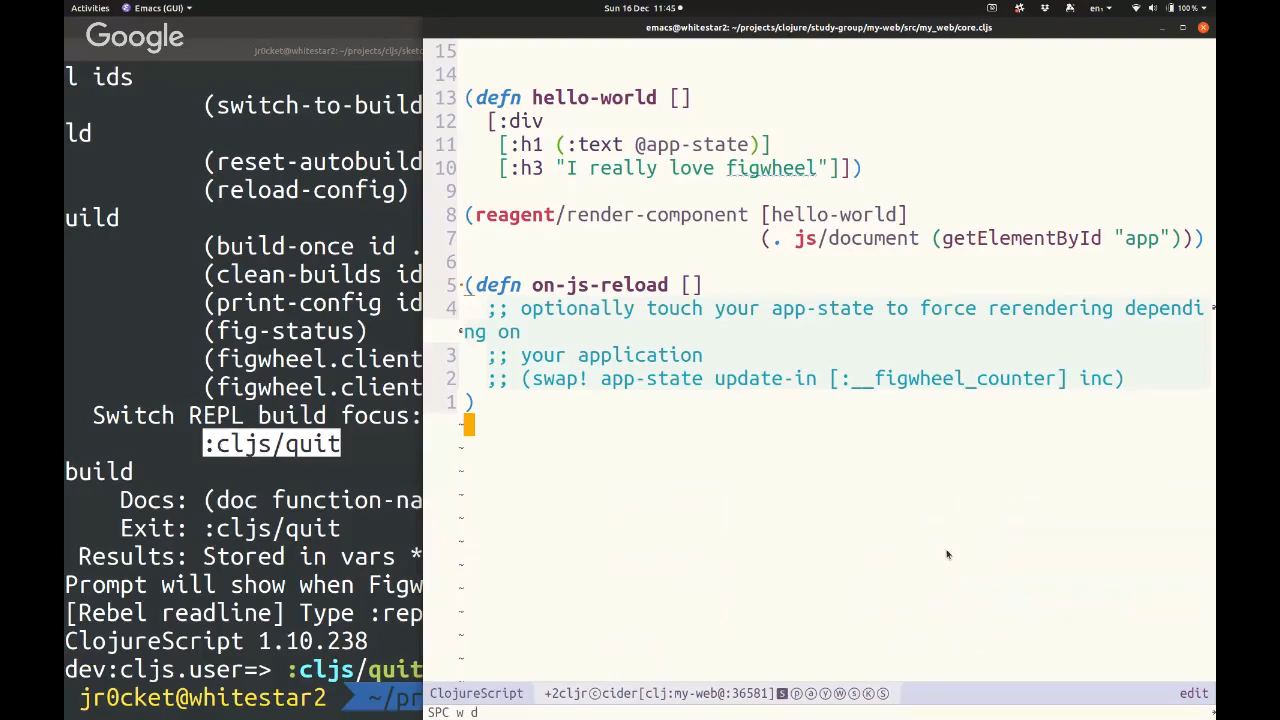 Activities
Emacs (GUI)
Sun 16 Dec 11:45
en₁
100 %
Google
jr0cket@whitestar2: ~/projects/cljs/sket
emacs@whitestar2: ~/projects/clojure/study-group/my-web/src/my_web/core.cljs
l ids
(switch-to-build
ld
(reset-autobuild
(reload-config)
uild
(build-once id .
(clean-builds id
(print-config id
(fig-status)
(figwheel.client
(figwheel.client
Switch REPL build focus:
:cljs/quit
build
Docs: (doc function-na
Exit: :cljs/quit
Results: Stored in vars *
Prompt will show when Figw
[Rebel readline] Type :rep
ClojureScript 1.10.238
dev:cljs.user=> :cljs/quit
jr0cket@whitestar2 ~/pr
15
14
13 (defn hello-world []
12 [:div
11 [:h1 (:text @app-state)]
10 [:h3 "I really love figwheel"]])
9
8 (reagent/render-component [hello-world]
7 (. js/document (getElementById "app")))
6
5 (defn on-js-reload []
4 ;; optionally touch your app-state to force rerendering dependi
ng on
3 ;; your application
2 ;; (swap! app-state update-in [:__figwheel_counter] inc)
1 )
~
~
~
~
~
~
~
~
~
~
~
ClojureScript +2cljrⓒcider[clj:my-web@:36581] edit
SPC w d